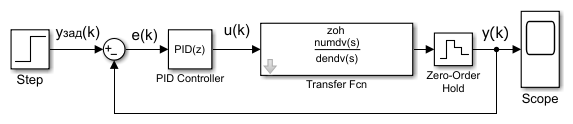 yзад(k)
e(k)
u(k)
y(k)
+
−
PID(z)
zoh
numdv(s)
dendv(s)
Step
PID Controller
Transfer Fcn
Zero-Order
Hold
Scope